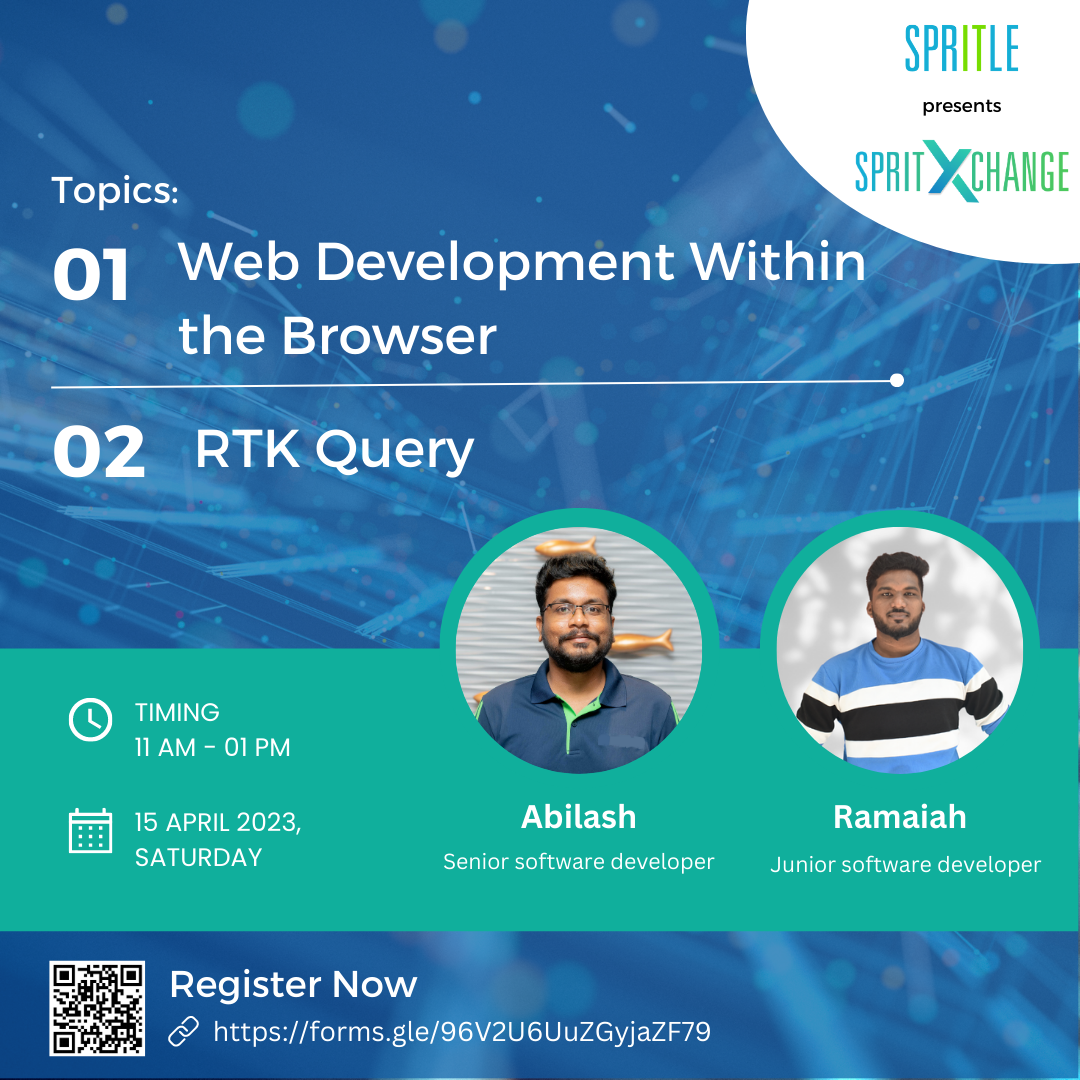 SPRITLE
presents
SPRITXCHANGE
Topics:
01 Web Development Within
the Browser
02 RTK Query
TIMING
11 AM – 01 PM
15 APRIL 2023,
SATURDAY
Abilash
Senior software developer
Ramaiah
Junior software developer
Register Now
https://forms.gle/96V2U6UuZGyjaZF79